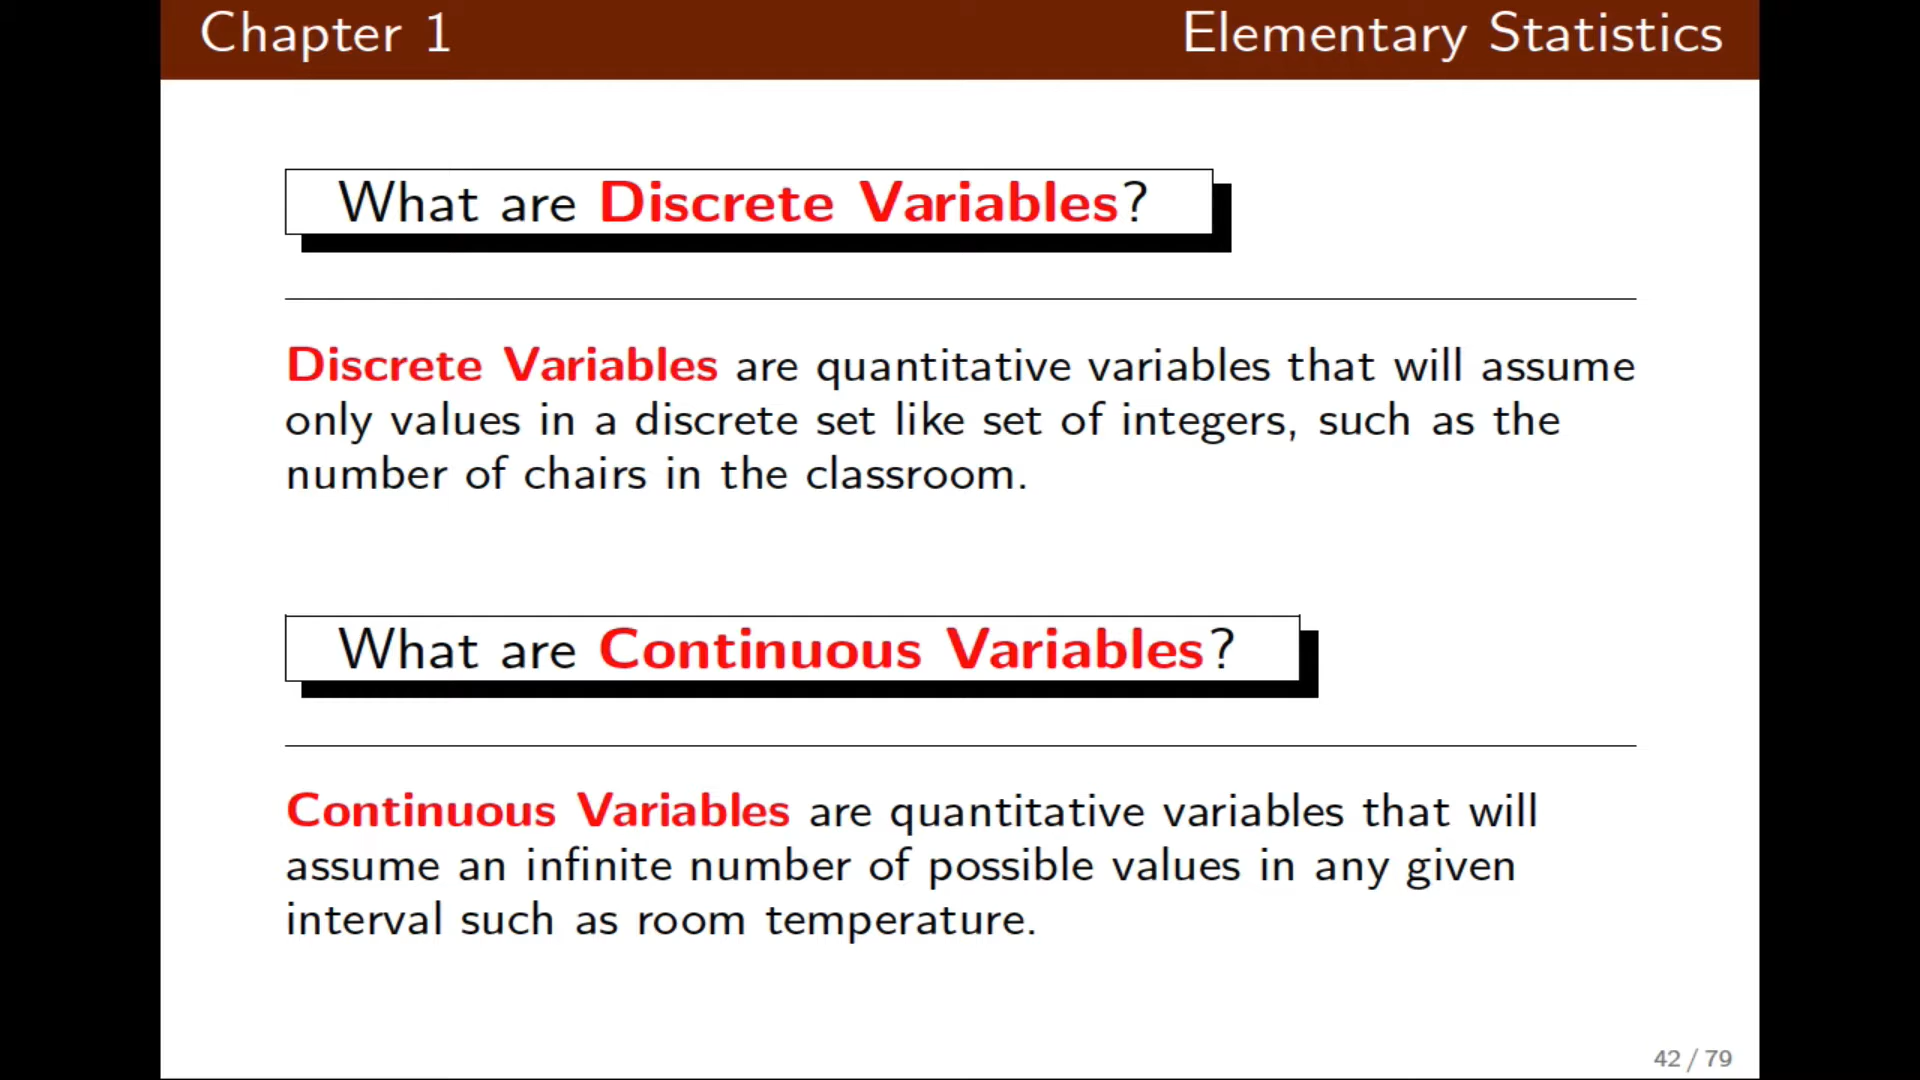 Chapter 1 Elementary Statistics
What are Discrete Variables?
Discrete Variables are quantitative variables that will assume
only values in a discrete set like set of integers, such as the
number of chairs in the classroom.
What are Continuous Variables?
Continuous Variables are quantitative variables that will
assume an infinite number of possible values in any given
interval such as room temperature.
42 / 79